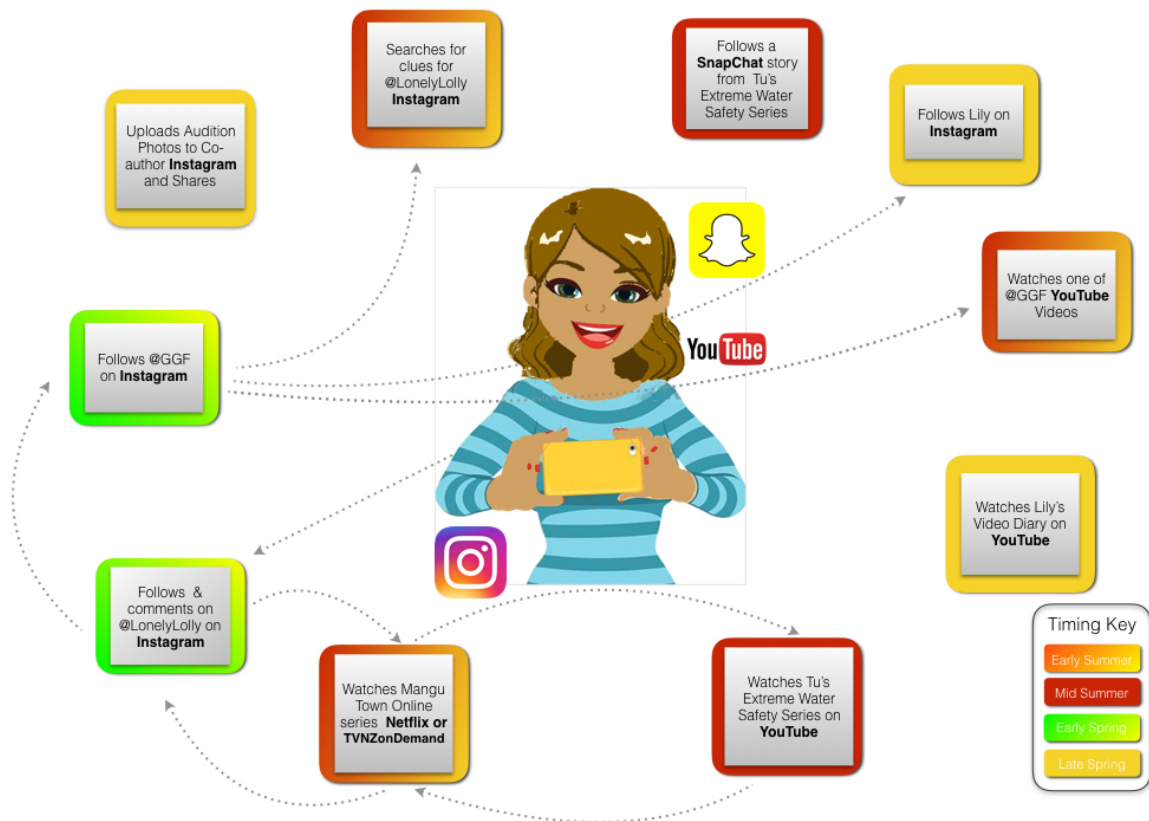 Searches for
clues for
@LonelyLolly
Instagram
Follows a
SnapChat story
from Tu's
Extreme Water
Safety Series
Follows Lily on
Instagram
Uploads Audition
Photos to Co-
author Instagram
and Shares
Watches one of
@GGF YouTube
Videos
Follows @GGF
on Instagram
YouTube
Watches Lily's
Video Diary on
YouTube
Follows & 
comments on
@LonelyLolly on
Instagram
Watches Mangu
Town Online
series Netflix or
TVNZonDemand
Watches Tu's
Extreme Water
Safety Series on
YouTube
Timing Key
Early Summer
Mid Summer
Early Spring
Late Spring